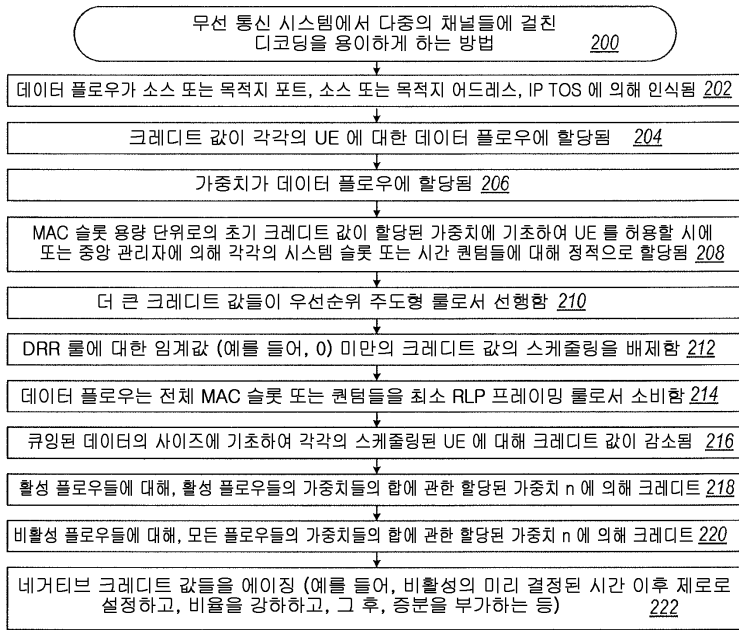 무선 통신 시스템에서 다중의 채널들에 걸친
디코딩을 용이하게 하는 방법 200
데이터 플로우가 소스 또는 목적지 포트, 소스 또는 목적지 어드레스, IP TOS 에 의해 인식됨 202
크레디트 값이 각각의 UE 에 대한 데이터 플로우에 할당됨 204
가중치가 데이터 플로우에 할당됨 206
MAC 슬롯 용량 단위로의 초기 크레디트 값이 할당된 가중치에 기초하여 UE 를 허용할 시에
또는 중앙 관리자에 의해 각각의 시스템 슬롯 또는 시간 퀀텀들에 대해 정적으로 할당됨 208
더 큰 크레디트 값들이 우선순위 주도형 룰로서 선행함 210
DRR 룰에 대한 임계값 (예를 들어, 0) 미만의 크레디트 값의 스케줄링을 배제함 212
데이터 플로우는 전체 MAC 슬롯 또는 퀀텀들을 최소 RLP 프레이밍 룰로서 소비함 214
큐잉된 데이터의 사이즈에 기초하여 각각의 스케줄링된 UE 에 대해 크레디트 값이 감소됨 216
활성 플로우들에 대해, 활성 플로우들의 가중치들의 합에 관한 할당된 가중치 n 에 의해 크레디트 218
비활성 플로우들에 대해, 모든 플로우들의 가중치들의 합에 관한 할당된 가중치 n 에 의해 크레디트 220
네거티브 크레디트 값들을 에이징 (예를 들어, 비활성의 미리 결정된 시간 이후 제로로
설정하고, 비율을 강하고, 그 후, 증분을 부가하는 등) 222